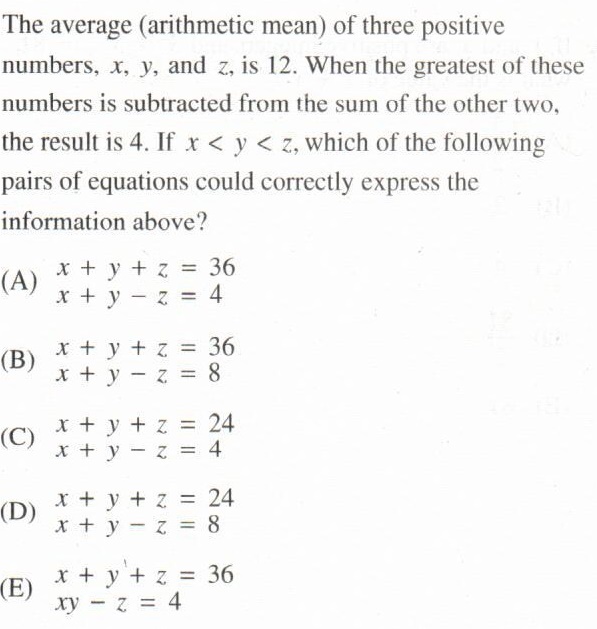 The average (arithmetic mean) of three positive
numbers, x, y, and z, is 12. When the greatest of these
numbers is subtracted from the sum of the other two,
the result is 4. If x < y < z, which of the following
pairs of equations could correctly express the
information above?
(A) x + y + z = 36
x + y − z = 4
(B) x + y + z = 36
x + y − z = 8
(C) x + y + z = 24
x + y − z = 4
(D) x + y + z = 24
x + y − z = 8
(E) x + y + z = 36
xy − z = 4